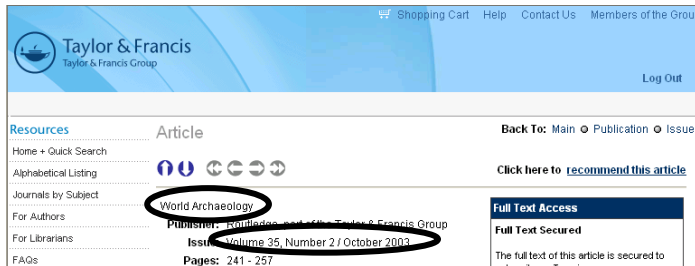 Shopping Cart Help Contact Us Members of the Grou
Taylor & Francis
Taylor & Francis Group
Log Out
Resources
Home + Quick Search
Alphabetical Listing
Journals by Subject
For Authors
For Librarians
FAQs
Article
Back To: Main Publication Issue
Click here to recommend this article
World Archaeology
Publisher: Routledge, part of the Taylor & Francis Group
Issue: Volume 35, Number 2 / October 2003
Pages: 241 - 257
Full Text Access
Full Text Secured
The full text of this article is secured to